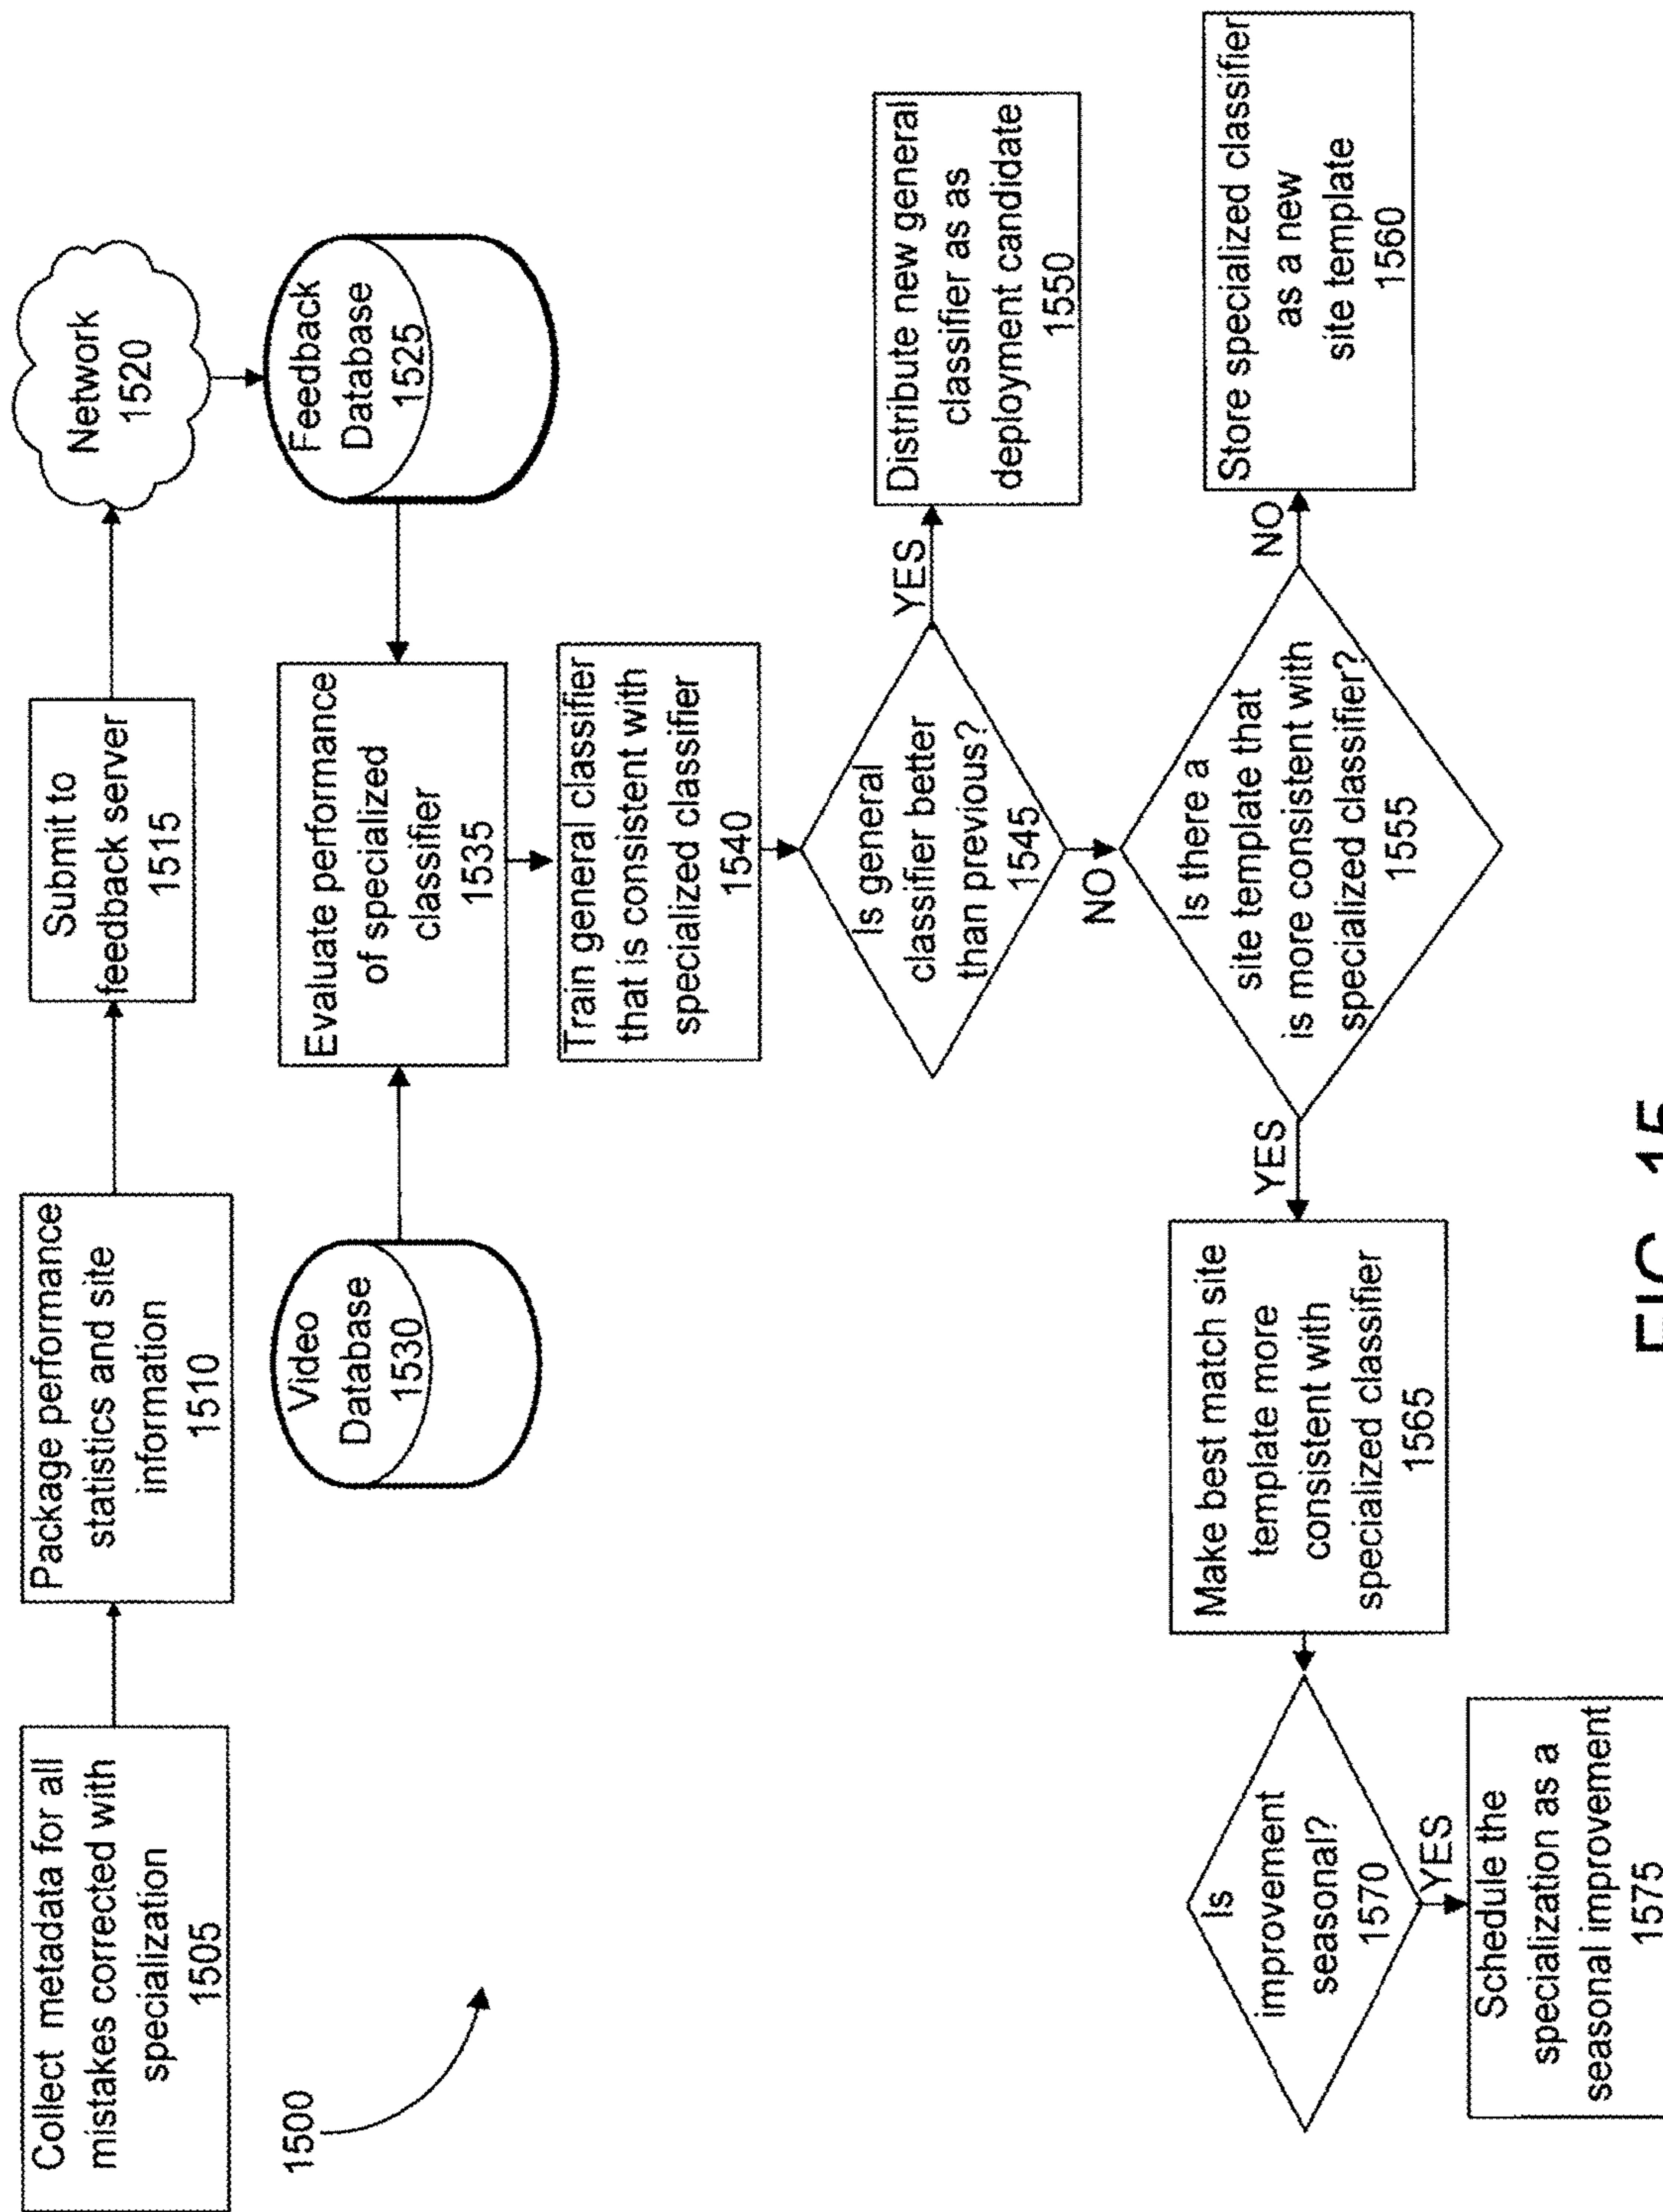 Collect metadata for all
mistakes corrected with
specialization
1505
Package performance
statistics and site
information
1510
Submit to
feedback server
1515
Network
1520
1500
Video
Database
1530
Evaluate performance
of specialized
classifier
1535
Feedback
Database
1525
Train general classifier
that is consistent with
specialized classifier
1540
Is general
classifier better
than previous?
1545
YES
NO
Distribute new general
classifier as as
deployment candidate
1550
Is there a
site template that
is more consistent with
specialized classifier?
1555
NO
YES
Store specialized classifier
as a new
site template
1560
Make best match site
template more
consistent with
specialized classifier
1565
Is
improvement
seasonal?
1570
YES
Schedule the
specialization as a
seasonal improvement
1575
FIG. 15